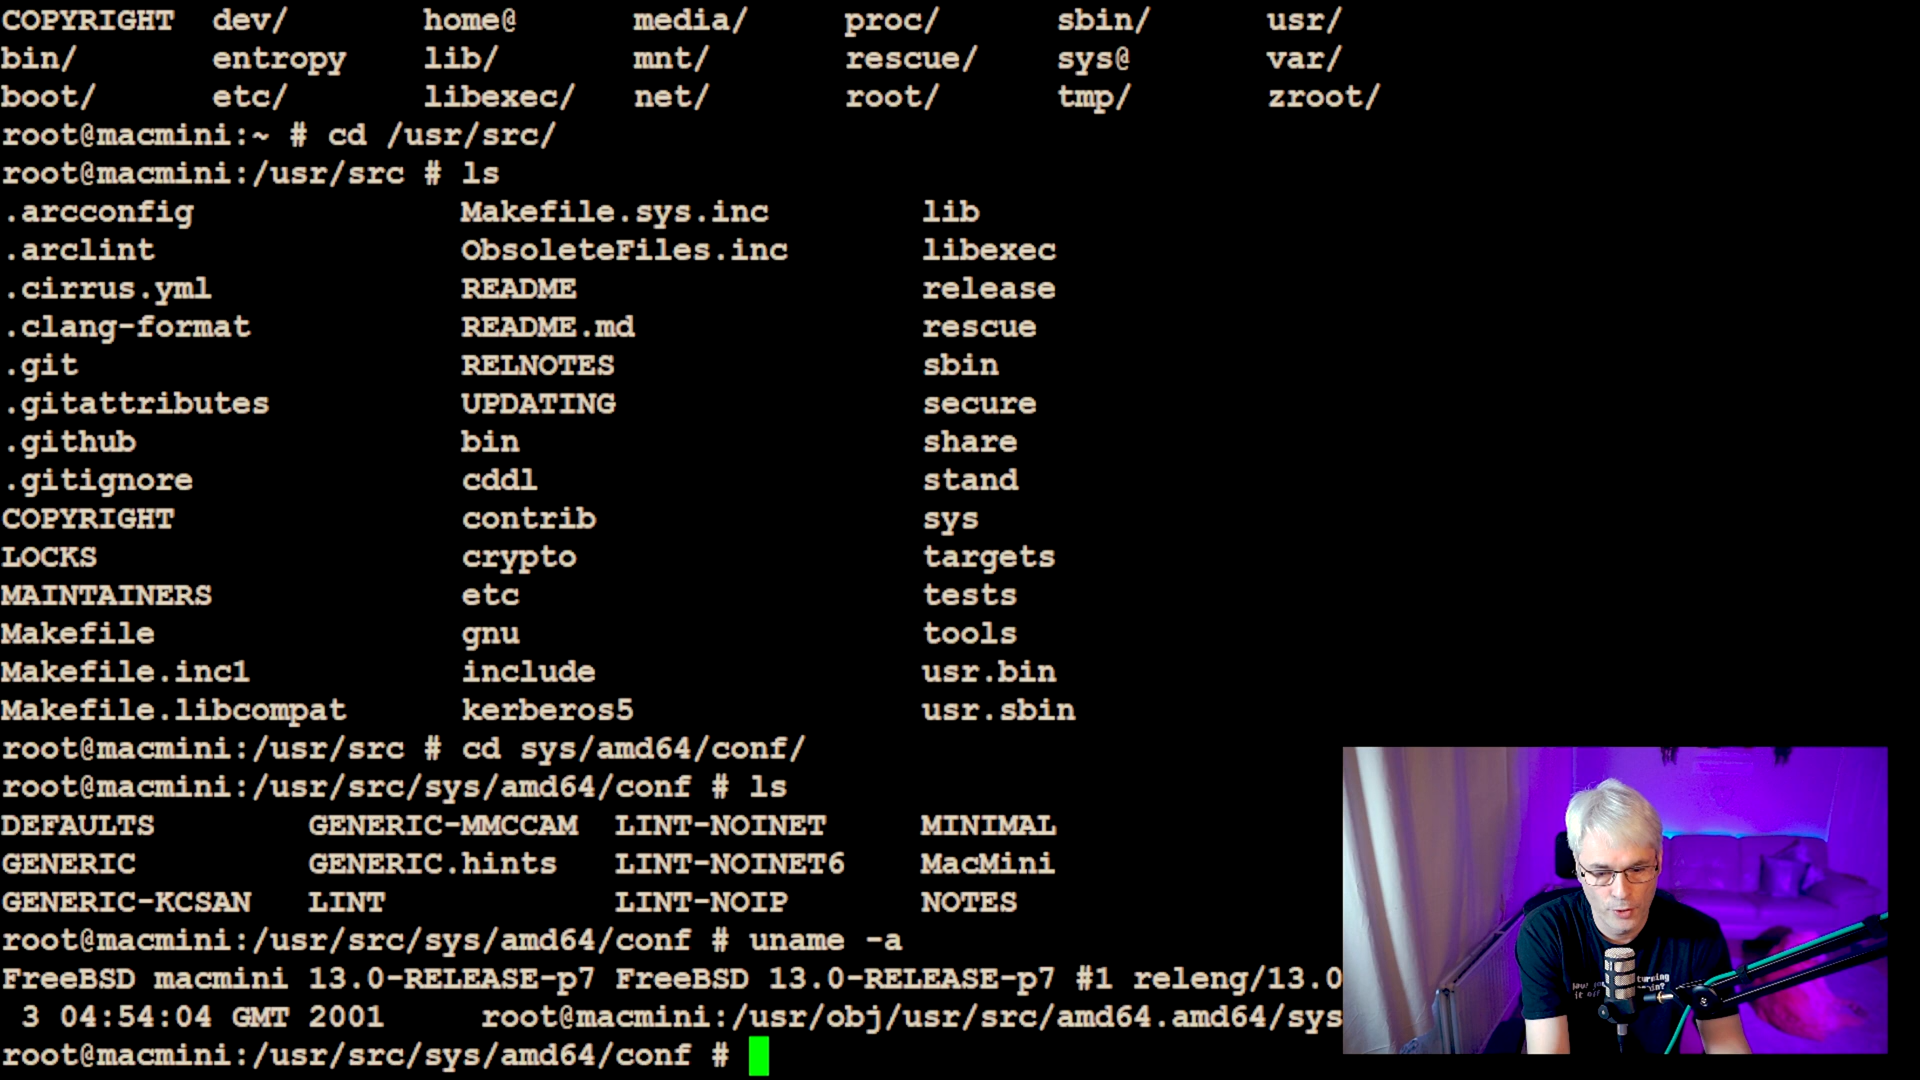 COPYRIGHT dev/ home@ media/ proc/ sbin/ usr/
bin/ entropy lib/ mnt/ rescue/ sys@ var/
boot/ etc/ libexec/ net/ root/ tmp/ zroot/
root@macmini:~ # cd /usr/src/
root@macmini:/usr/src # ls
.arcconfig Makefile.sys.inc lib
.arclint ObsoleteFiles.inc libexec
.cirrus.yml README release
.clang-format README.md rescue
.git RELNOTES sbin
.gitattributes UPDATING secure
.github bin share
.gitignore cddl stand
COPYRIGHT contrib sys
LOCKS crypto targets
MAINTAINERS etc tests
Makefile gnu tools
Makefile.inc1 include usr.bin
Makefile.libcompat kerberos5 usr.sbin
root@macmini:/usr/src # cd sys/amd64/conf/
root@macmini:/usr/src/sys/amd64/conf # ls
DEFAULTS GENERIC-MMCCAM LINT-NOINET MINIMAL
GENERIC GENERIC.hints LINT-NOINET6 MacMini
GENERIC-KCSAN LINT LINT-NOIP NOTES
root@macmini:/usr/src/sys/amd64/conf # uname -a
FreeBSD macmini 13.0-RELEASE-p7 FreeBSD 13.0-RELEASE-p7 #1 releng/13.0
3 04:54:04 GMT 2001 root@macmini:/usr/obj/usr/src/amd64.amd64/sys
root@macmini:/usr/src/sys/amd64/conf #